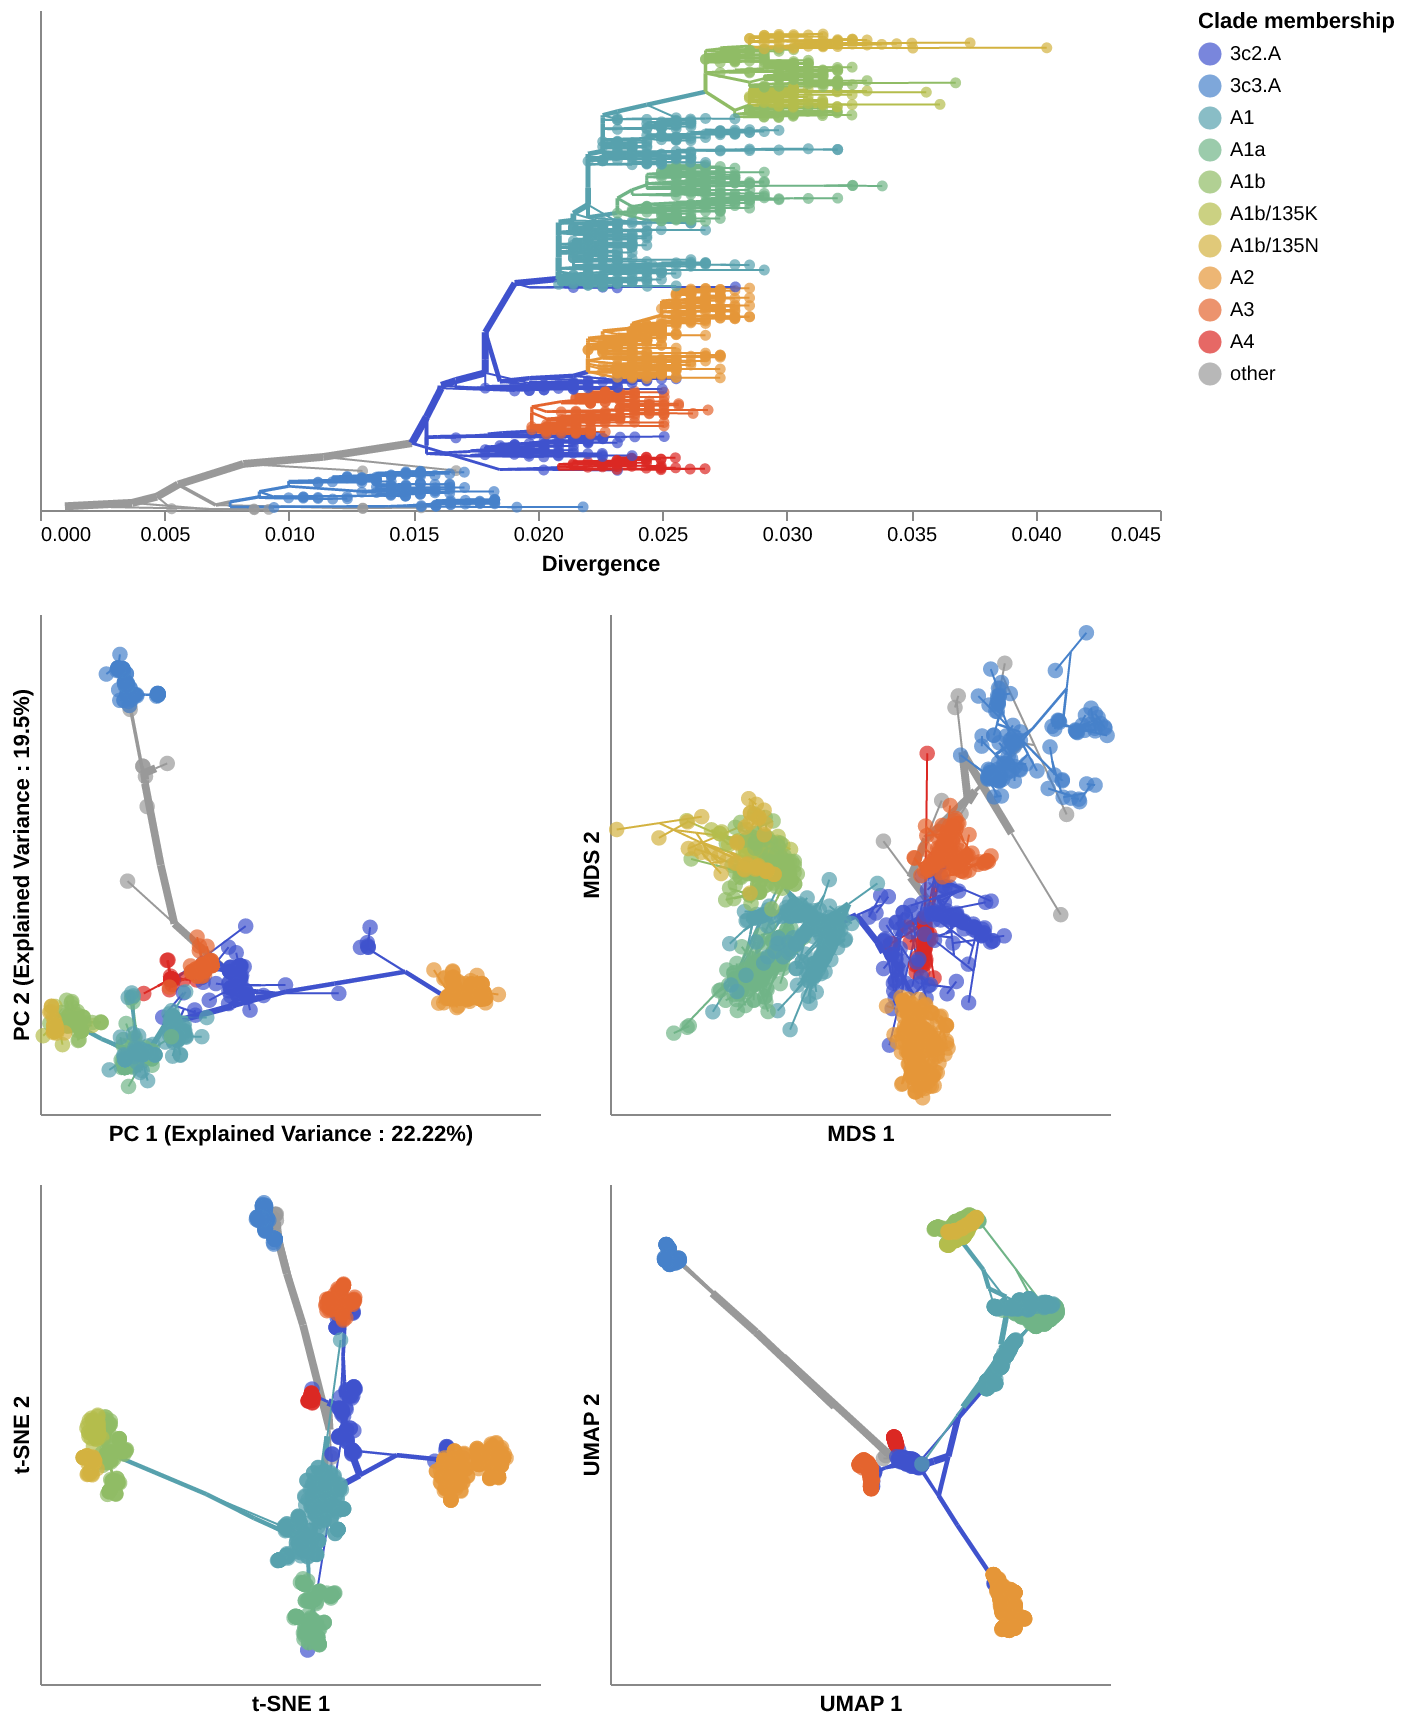 Clade membership
3c2.A
3c3.A
A1
A1a
A1b
A1b/135K
A1b/135N
A2
A3
A4
other
0.000 0.005 0.010 0.015 0.020 0.025 0.030 0.035 0.040 0.045
Divergence
PC 2 (Explained Variance : 19.5%)
PC 1 (Explained Variance : 22.22%)
MDS 2
MDS 1
t-SNE 2
t-SNE 1
UMAP 2
UMAP 1